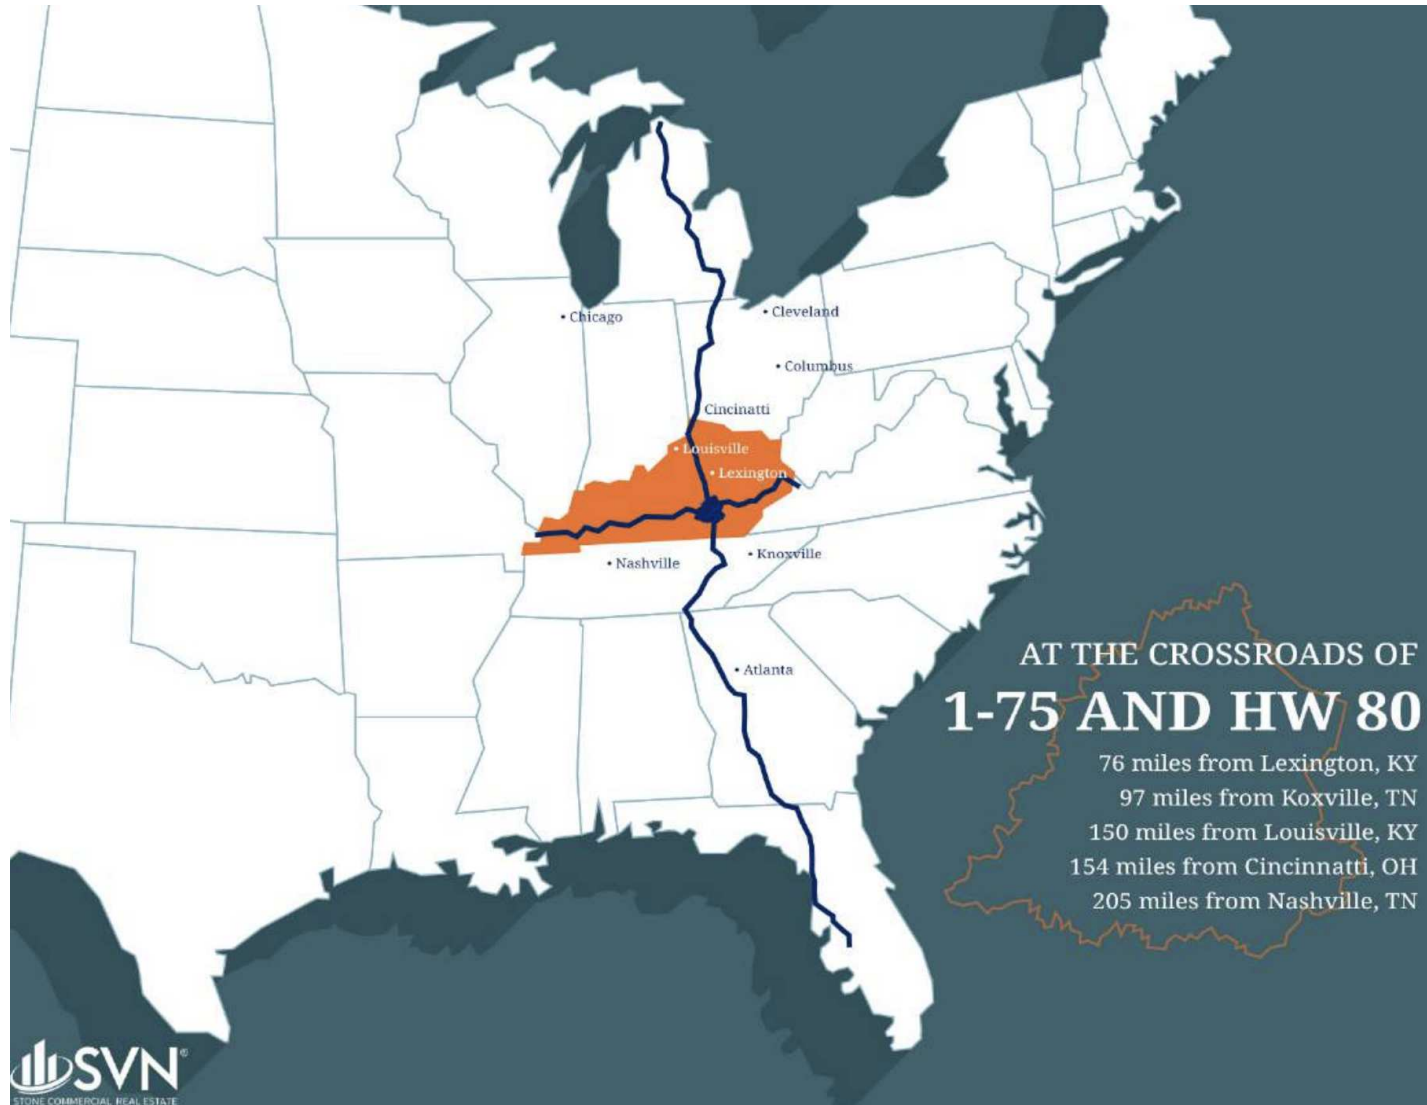 Chicago
Cleveland
Columbus
Cincinatti
Louisville
Lexington
Knoxville
Nashville
Atlanta
AT THE CROSSROADS OF
1-75 AND HW 80
76 miles from Lexington, KY
97 miles from Koxville, TN
150 miles from Louisville, KY
154 miles from Cincinnatti, OH
205 miles from Nashville, TN
SVN®
STONE COMMERCIAL REAL ESTATE